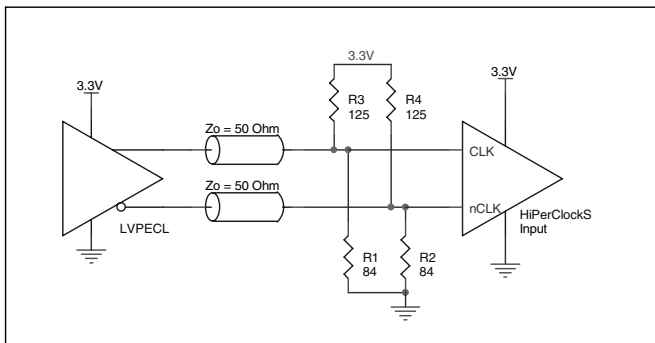 3.3V
3.3V
3.3V
R3
125
R4
125
Zo = 50 Ohm
CLK
Zo = 50 Ohm
nCLK
LVPECL
HiPerClockS
Input
R1
84
R2
84